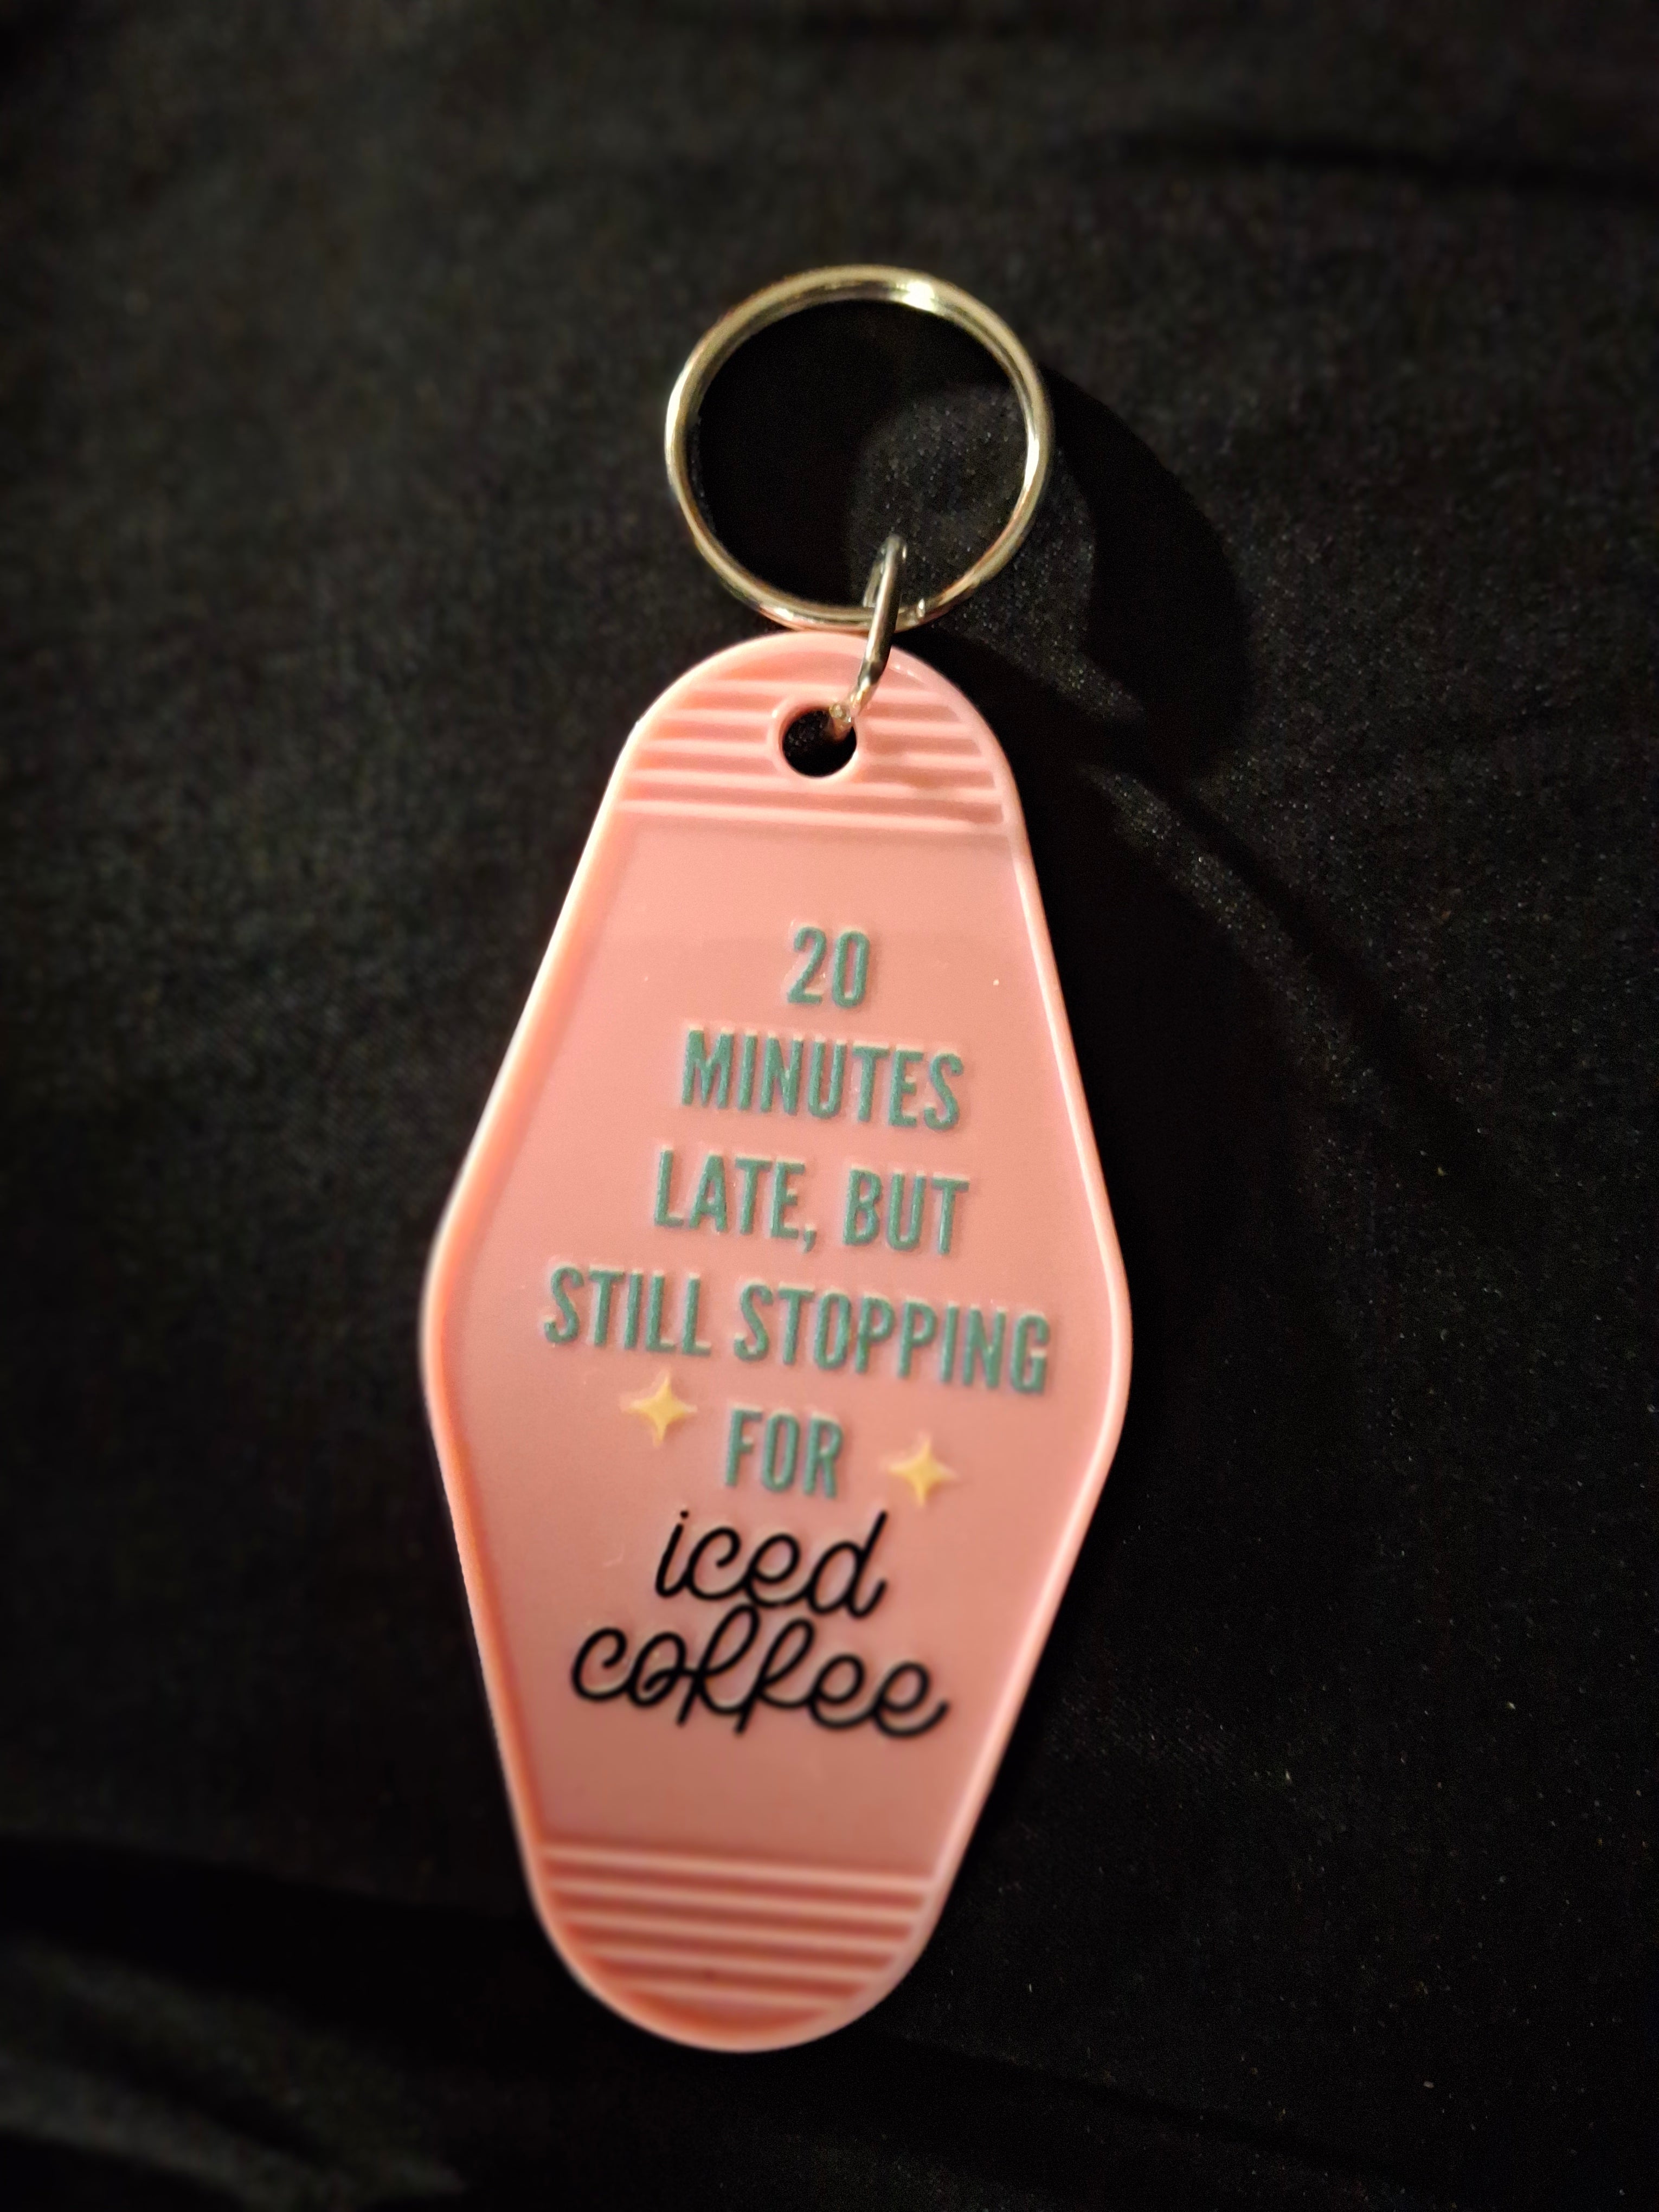 20
MINUTES
LATE, BUT
STILL STOPPING
FOR
iced
coffee